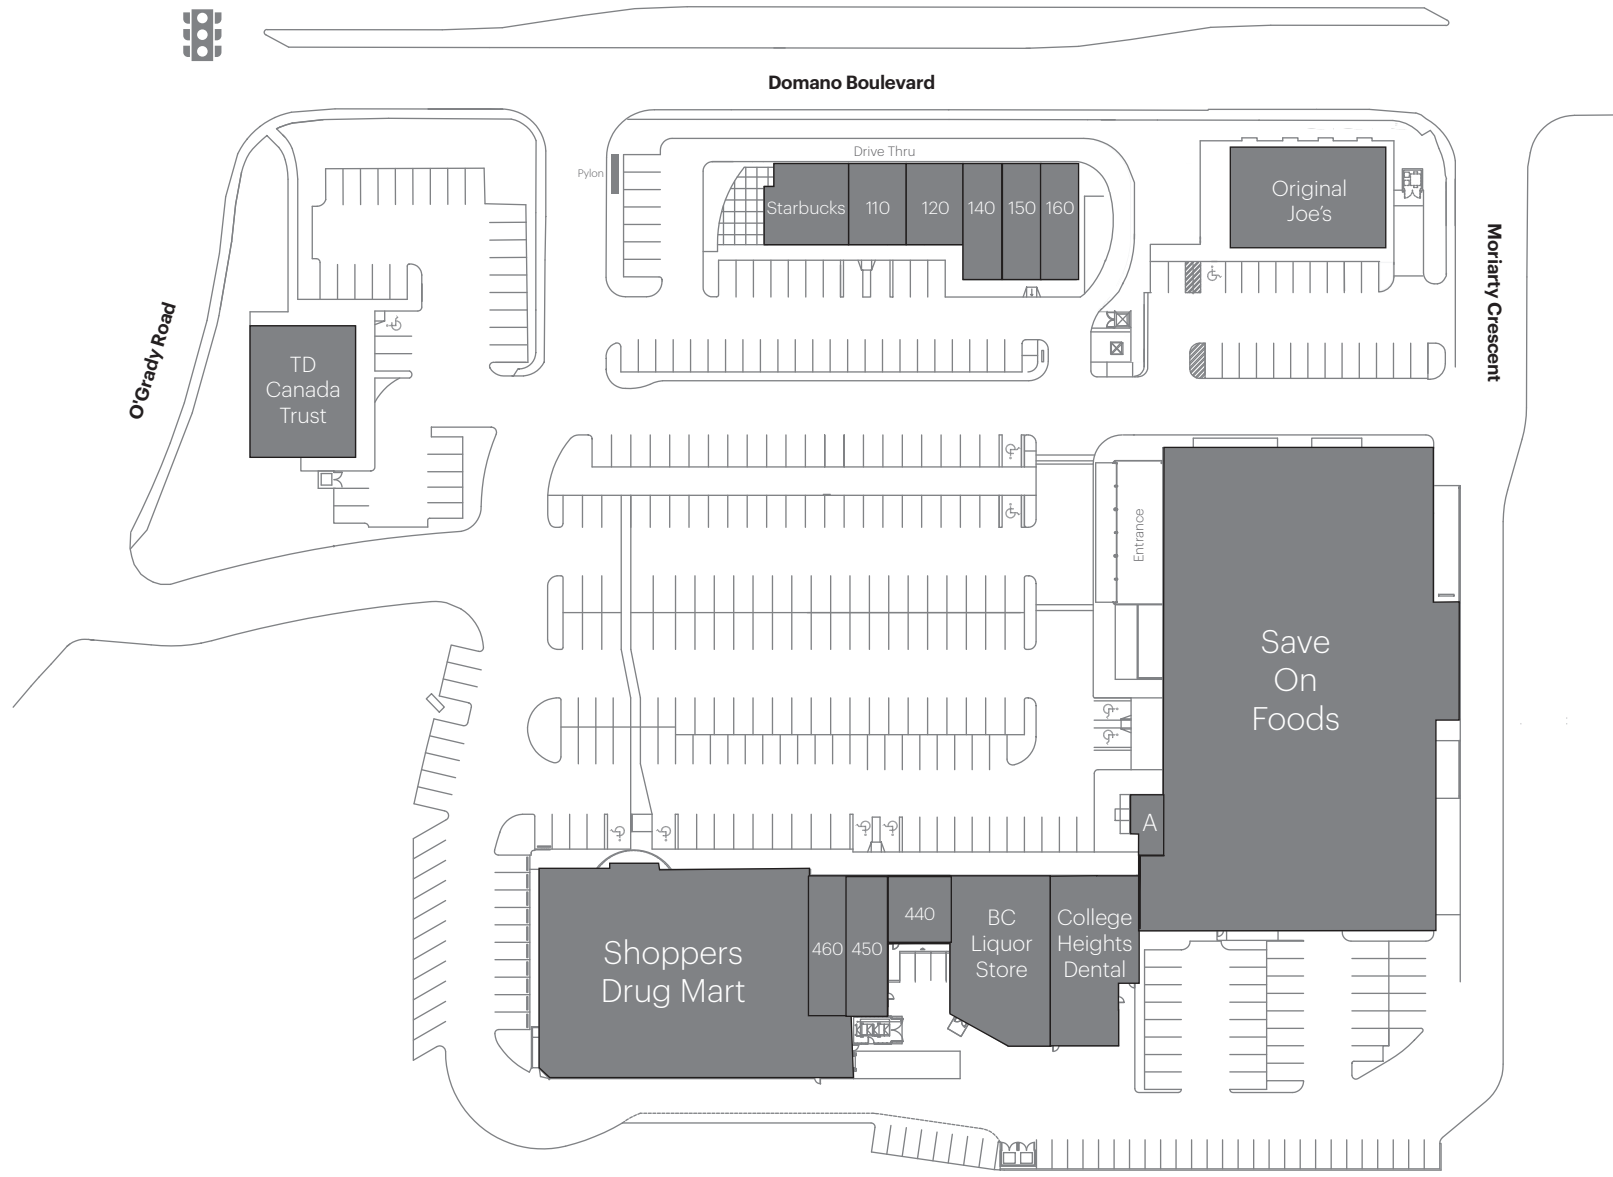 Domano Boulevard
Drive Thru
Pylon
Starbucks
110
120
140
150
160
Original
Joe's
Moriarty Crescent
O'Grady Road
TD
Canada
Trust
Entrance
Save
On
Foods
A
Shoppers
Drug Mart
460
450
440
BC
Liquor
Store
College
Heights
Dental